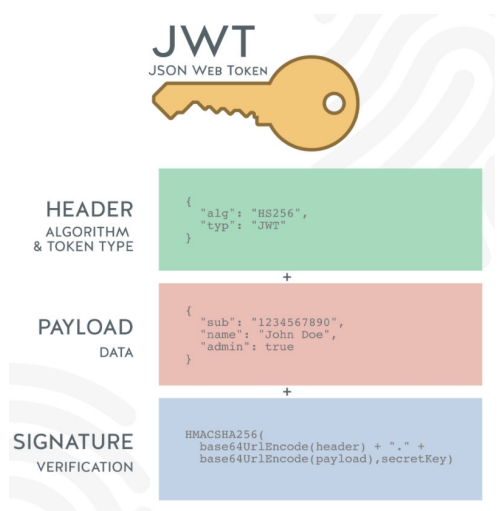 JWT
JSON WEB TOKEN
HEADER
ALGORITHM
& TOKEN TYPE
{
"alg": "HS256",
"typ": "JWT"
}
+
PAYLOAD
DATA
{
"sub": "1234567890",
"name": "John Doe",
"admin": true
}
+
SIGNATURE
VERIFICATION
HMACSHA256(
base64UrlEncode(header) + "." +
base64UrlEncode(payload),secretKey)